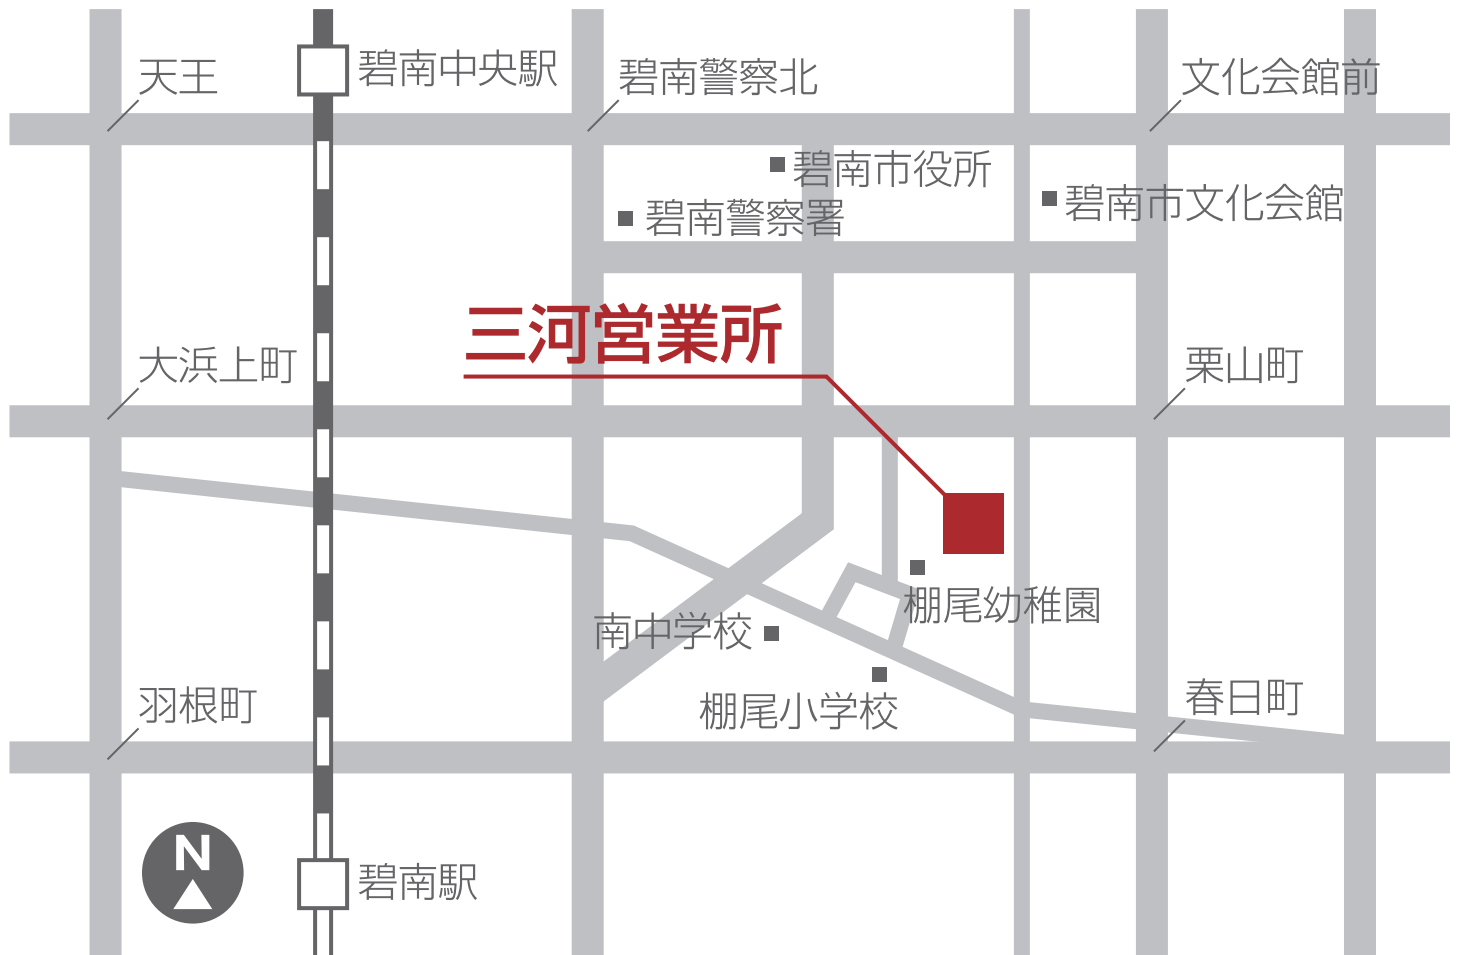 天王
碧南中央駅
碧南警察北
文化会館前
碧南市役所
碧南市文化会館
碧南警察署
三河営業所
大浜上町
栗山町
棚尾幼稚園
南中学校
棚尾小学校
羽根町
春日町
N
碧南駅